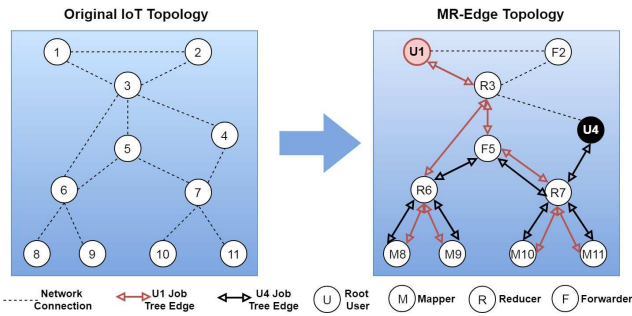 Original IoT Topology
MR-Edge Topology
1
2
3
4
5
6
7
8
9
10
11
U1
F2
R3
U4
F5
R6
R7
M8
M9
M10
M11
Network
Connection
U1 Job
Tree Edge
U4 Job
Tree Edge
U
Root
User
M
Mapper
R
Reducer
F
Forwarder